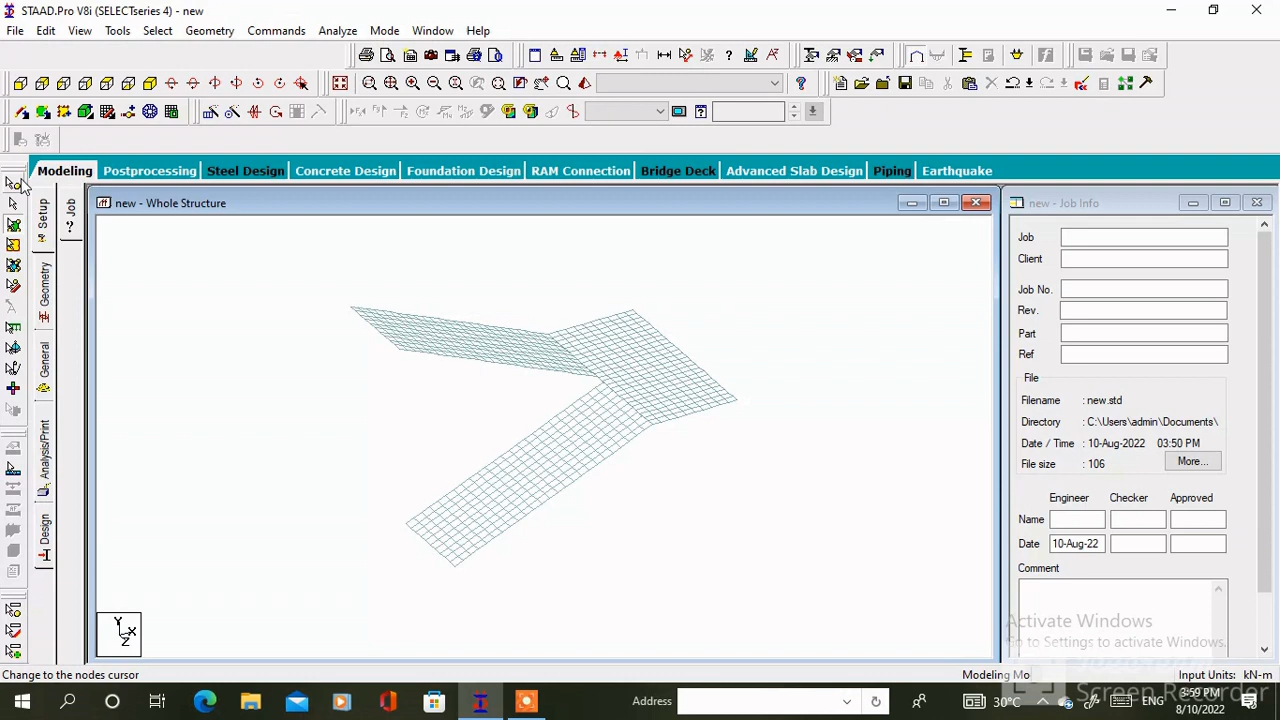 STAAD.Pro V8i (SELECTseries 4) - new
File Edit View Tools Select Geometry Commands Analyze Mode Window Help
Modeling Postprocessing Steel Design Concrete Design Foundation Design RAM Connection Bridge Deck Advanced Slab Design Piping Earthquake
Setup
Geometry
General
Analysis/Print
Design
Job
new - Whole Structure
Y
X
Z
new - Job Info
Job
Client
Job No.
Rev.
Part
Ref
File
Filename : new.std
Directory : C:\Users\admin\Documents\
Date / Time : 10-Aug-2022 03:50 PM
File size : 106
More...
Engineer Checker Approved
Name
Date 10-Aug-22
Comment
Activate Windows
Go to Settings to activate Windows.
Screen Recorder
Change to the nodes cursor
Modeling Mo
Input Units: kN-m
Address
30°C
ENG
3:59 PM
8/10/2022